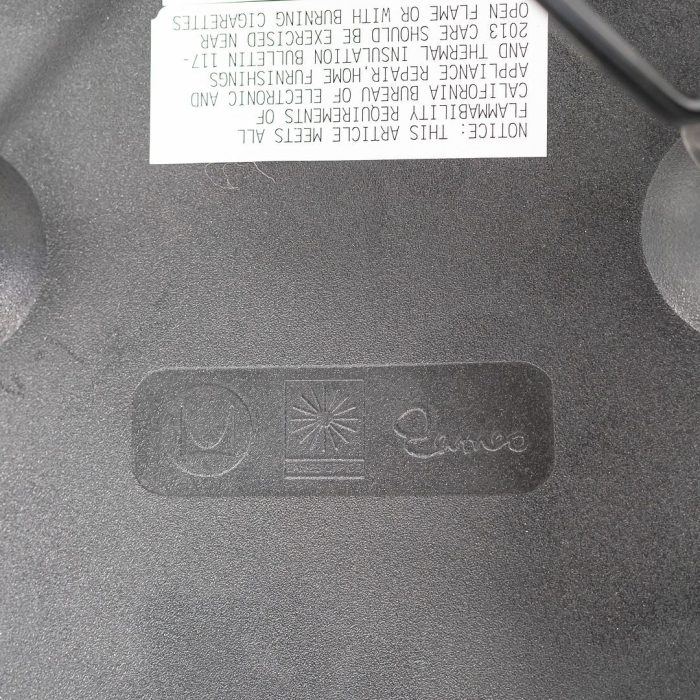 NOTICE: THIS ARTICLE MEETS ALL
FLAMMABILITY REQUIREMENTS OF
CALIFORNIA BUREAU OF ELECTRONIC AND
APPLIANCE REPAIR,HOME FURNISHINGS
AND THERMAL INSULATION BULLETIN 117-
2013 CARE SHOULD BE EXERCISED NEAR
OPEN FLAME OR WITH BURNING CIGARETTES
Eames